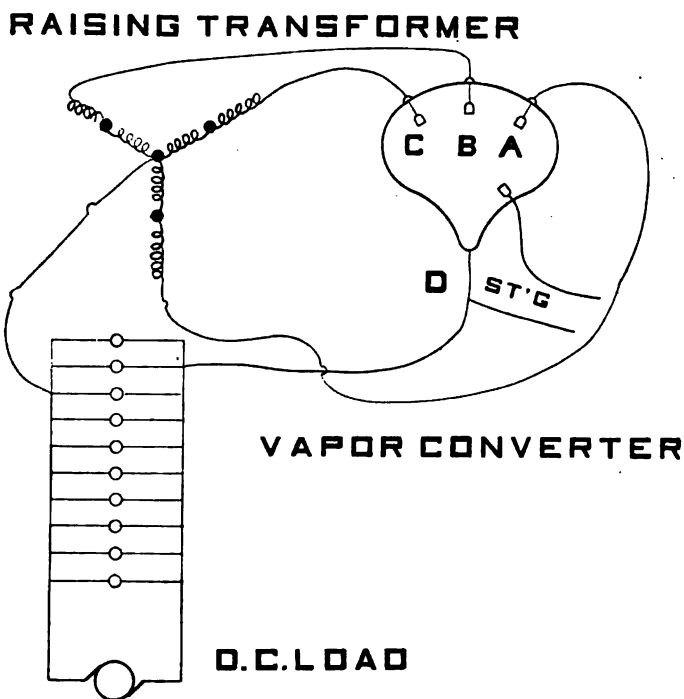 RAISING TRANSFORMER
C B A
D
ST'G
VAPOR CONVERTER
D.C.LOAD